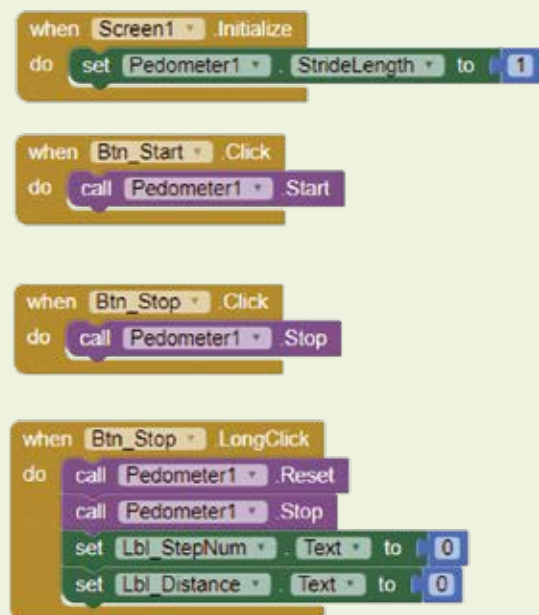 when Screen1 .Initialize
do set Pedometer1 . StrideLength to 1
when Btn_Start .Click
do call Pedometer1 .Start
when Btn_Stop .Click
do call Pedometer1 .Stop
when Btn_Stop .LongClick
do call Pedometer1 .Reset
call Pedometer1 .Stop
set Lbl_StepNum . Text to 0
set Lbl_Distance . Text to 0